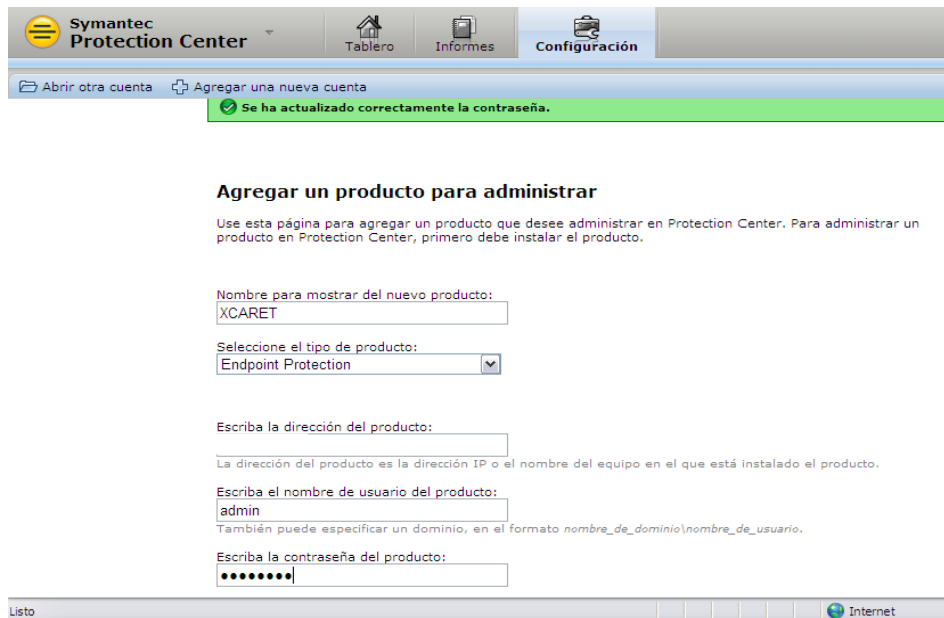 Symantec
Protection Center
Tablero
Informes
Configuración
Abrir otra cuenta
Agregar una nueva cuenta
Se ha actualizado correctamente la contraseña.
Agregar un producto para administrar
Use esta página para agregar un producto que desee administrar en Protection Center. Para administrar un
producto en Protection Center, primero debe instalar el producto.
Nombre para mostrar del nuevo producto:
XCARET
Seleccione el tipo de producto:
Endpoint Protection
Escriba la dirección del producto:
La dirección del producto es la dirección IP o el nombre del equipo en el que está instalado el producto.
Escriba el nombre de usuario del producto:
admin
También puede especificar un dominio, en el formato nombre_de_dominio\nombre_de_usuario.
Escriba la contraseña del producto:
••••••••
Listo
Internet